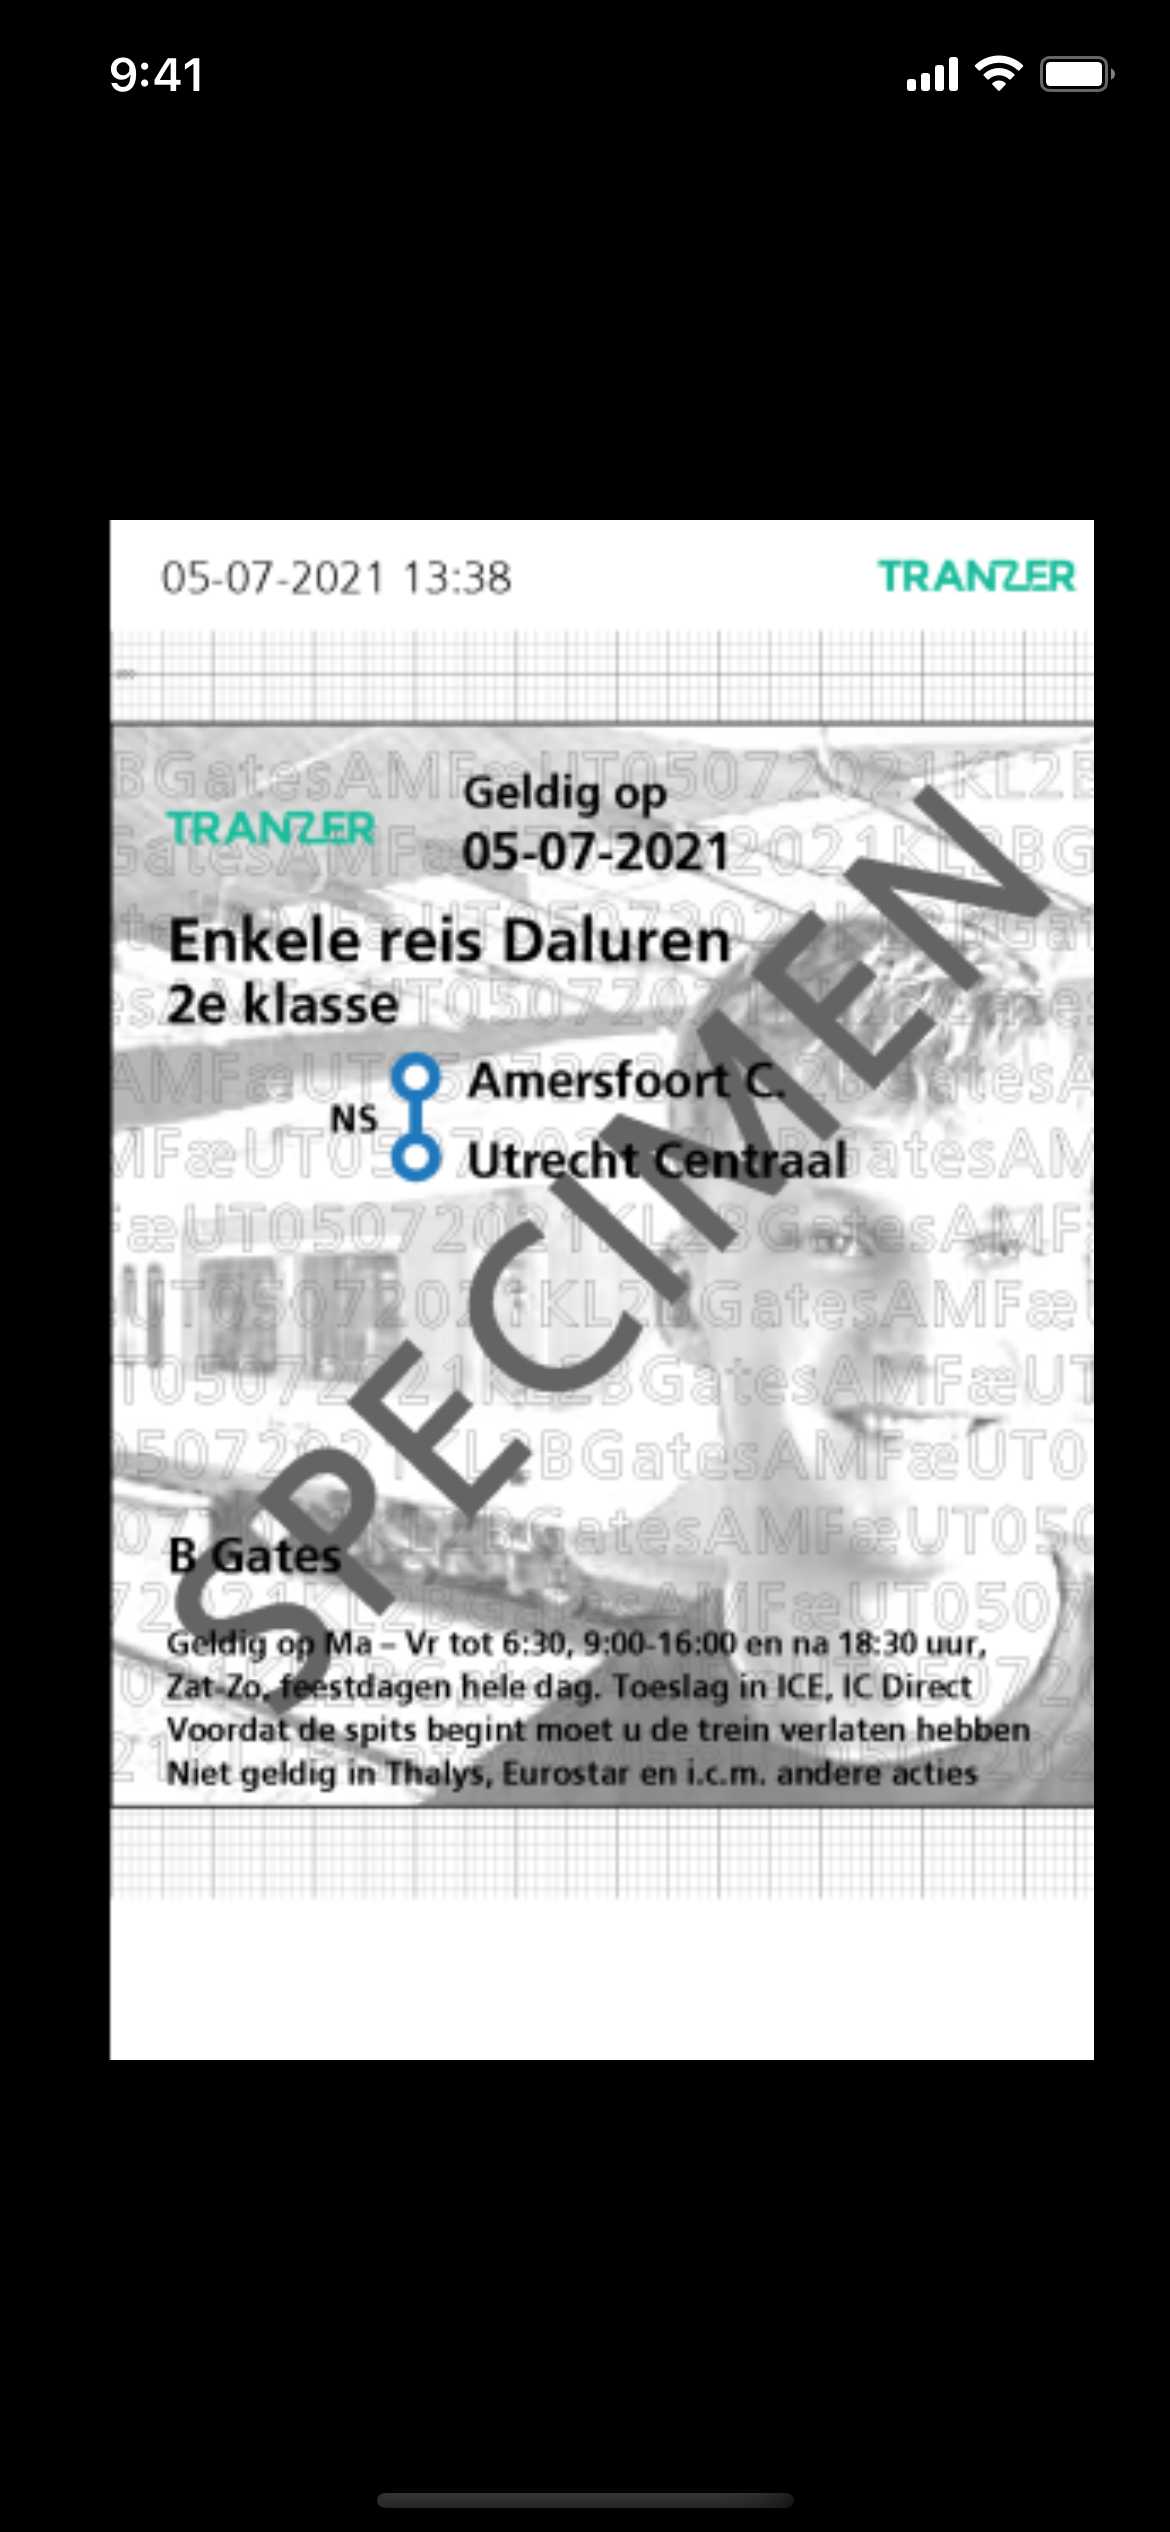 9:41
05-07-2021 13:38 TRANZER
Geldig op
TRANZER
05-07-2021
Enkele reis Daluren
2e klasse
Amersfoort C.
NS
Utrecht Centraal
SPECIMEN
B Gates
Geldig op Ma – Vr tot 6:30, 9:00-16:00 en na 18:30 uur,
Zat-Zo, feestdagen hele dag. Toeslag in ICE, IC Direct
Voordat de spits begint moet u de trein verlaten hebben
Niet geldig in Thalys, Eurostar en i.c.m. andere acties